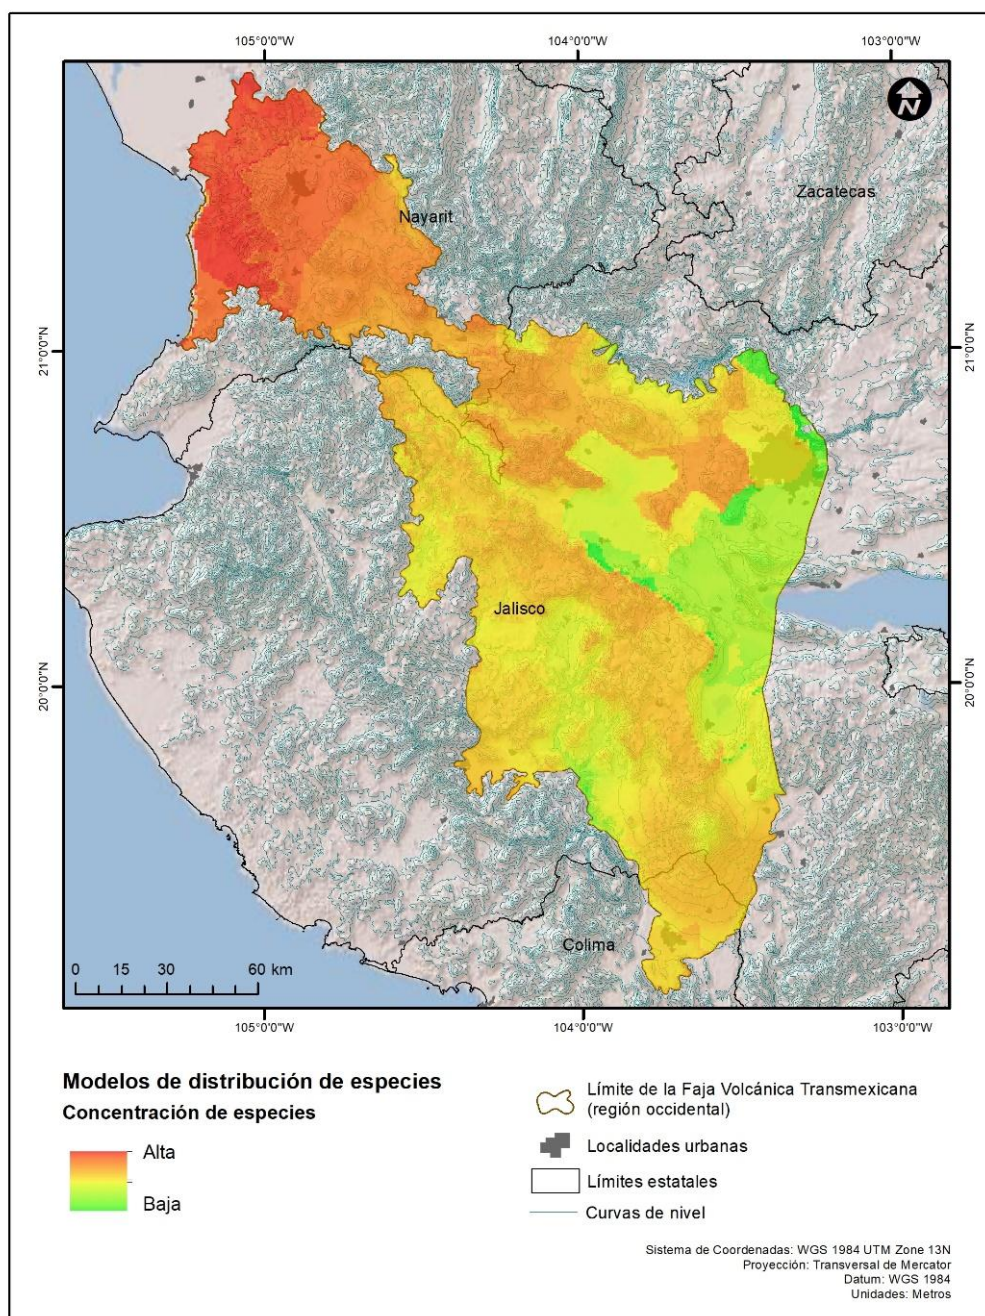 105°0'0"W 104°0'0"W 103°0'0"W
N
Zacatecas
Nayarit
21°0'0"N 21°0'0"N
Jalisco
20°0'0"N 20°0'0"N
Colima
0 15 30 60 km
105°0'0"W 104°0'0"W 103°0'0"W
Modelos de distribución de especies
Concentración de especies
Alta
Baja
Límite de la Faja Volcánica Transmexicana
(región occidental)
Localidades urbanas
Límites estatales
Curvas de nivel
Sistema de Coordenadas: WGS 1984 UTM Zone 13N
Proyección: Transversal de Mercator
Datum: WGS 1984
Unidades: Metros